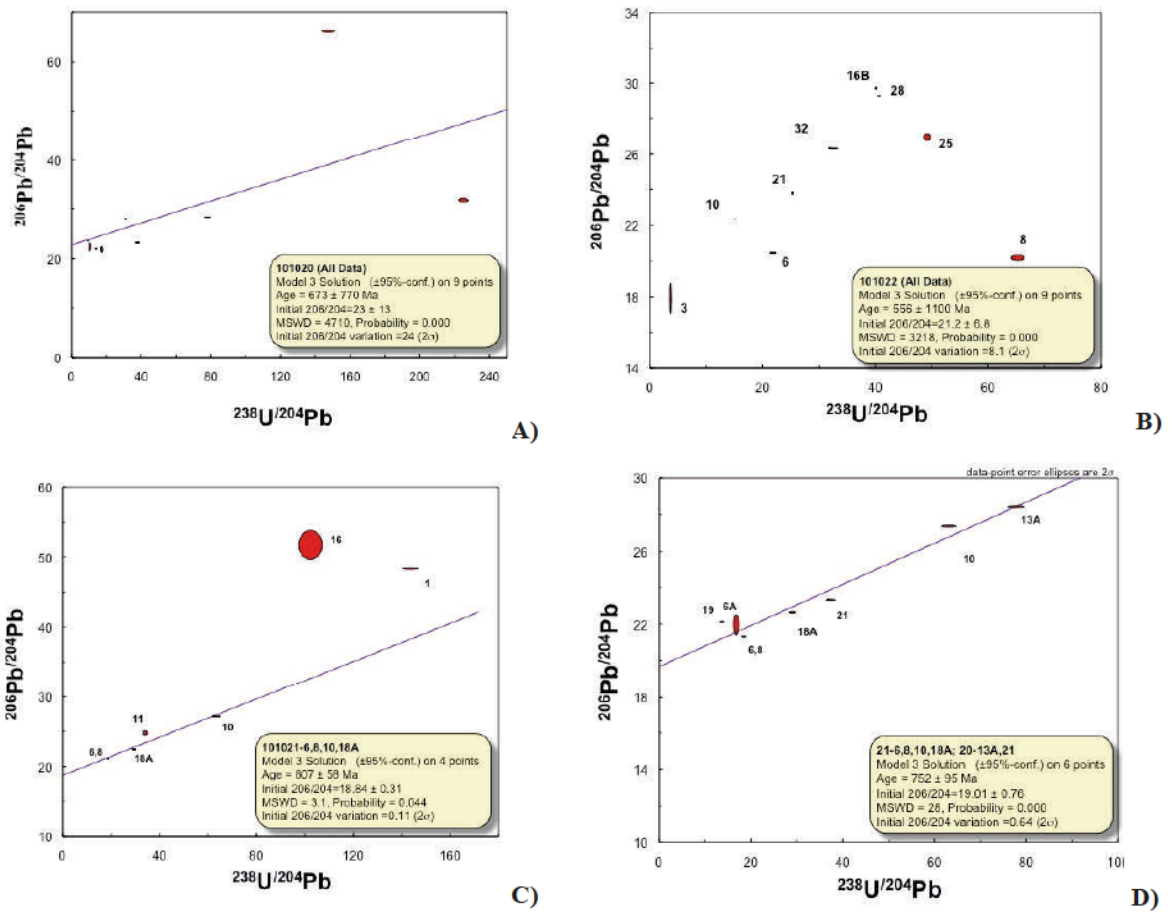 206Pb/204Pb
60
40
20
0
0
40
80
120
160
200
240
238U/204Pb
101020 (All Data)
Model 3 Solution (±95%-conf.) on 9 points
Age = 673 ± 770 Ma
Initial 206/204=23 ± 13
MSWD = 4710, Probability = 0.000
Initial 206/204 variation =24 (2σ)
A)
206Pb/204Pb
34
30
26
22
18
14
0
20
40
60
80
238U/204Pb
16B
28
32
25
21
10
6
8
3
101022 (All Data)
Model 3 Solution (±95%-conf.) on 9 points
Age = 556 ± 1100 Ma
Initial 206/204=21.2 ± 6.8
MSWD = 3218, Probability = 0.000
Initial 206/204 variation =8.1 (2σ)
B)
206Pb/204Pb
60
50
40
30
20
10
0
40
80
120
160
238U/204Pb
16
1
11
10
6,8
18A
101021-6,8,10,18A
Model 3 Solution (±95%-conf.) on 4 points
Age = 807 ± 58 Ma
Initial 206/204=18.84 ± 0.31
MSWD = 3.1, Probability = 0.044
Initial 206/204 variation=0.11 (2σ)
C)
data-point error ellipses are 2σ
206Pb/204Pb
30
26
22
18
14
10
0
20
40
60
80
100
238U/204Pb
13A
10
19
6A
21
18A
6,8
21-6,8,10,18A; 20-13A,21
Model 3 Solution (±95%-conf.) on 6 points
Age = 752 ± 95 Ma
Initial 206/204=19.01 ± 0.76
MSWD = 28, Probability = 0.000
Initial 206/204 variation=0.64 (2σ)
D)